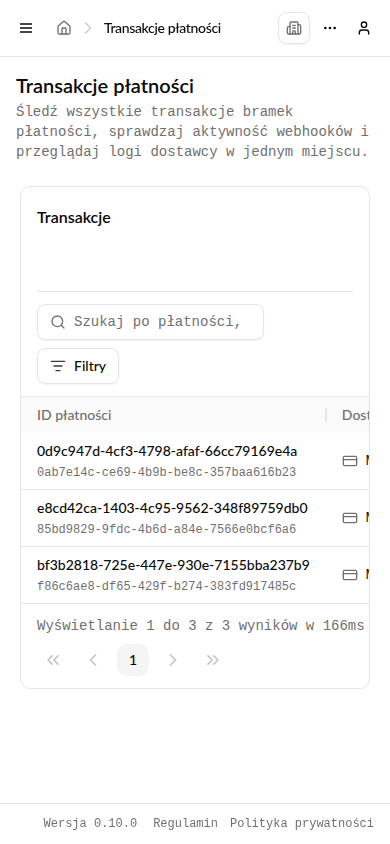 Transakcje płatności
Transakcje płatności
Śledź wszystkie transakcje bramek
płatności, sprawdzaj aktywność webhooków i
przeglądaj logi dostawcy w jednym miejscu.
Transakcje
Szukaj po płatności,
Filtry
ID płatności
Dost
0d9c947d-4cf3-4798-afaf-66cc79169e4a
0ab7e14c-ce69-4b9b-be8c-357baa616b23
e8cd42ca-1403-4c95-9562-348f89759db0
85bd9829-9fdc-4b6d-a84e-7566e0bcf6a6
bf3b2818-725e-447e-930e-7155bba237b9
f86c6ae8-df65-429f-b274-383fd917485c
Wyświetlanie 1 do 3 z 3 wyników w 166ms
1
Wersja 0.10.0 Regulamin Polityka prywatności